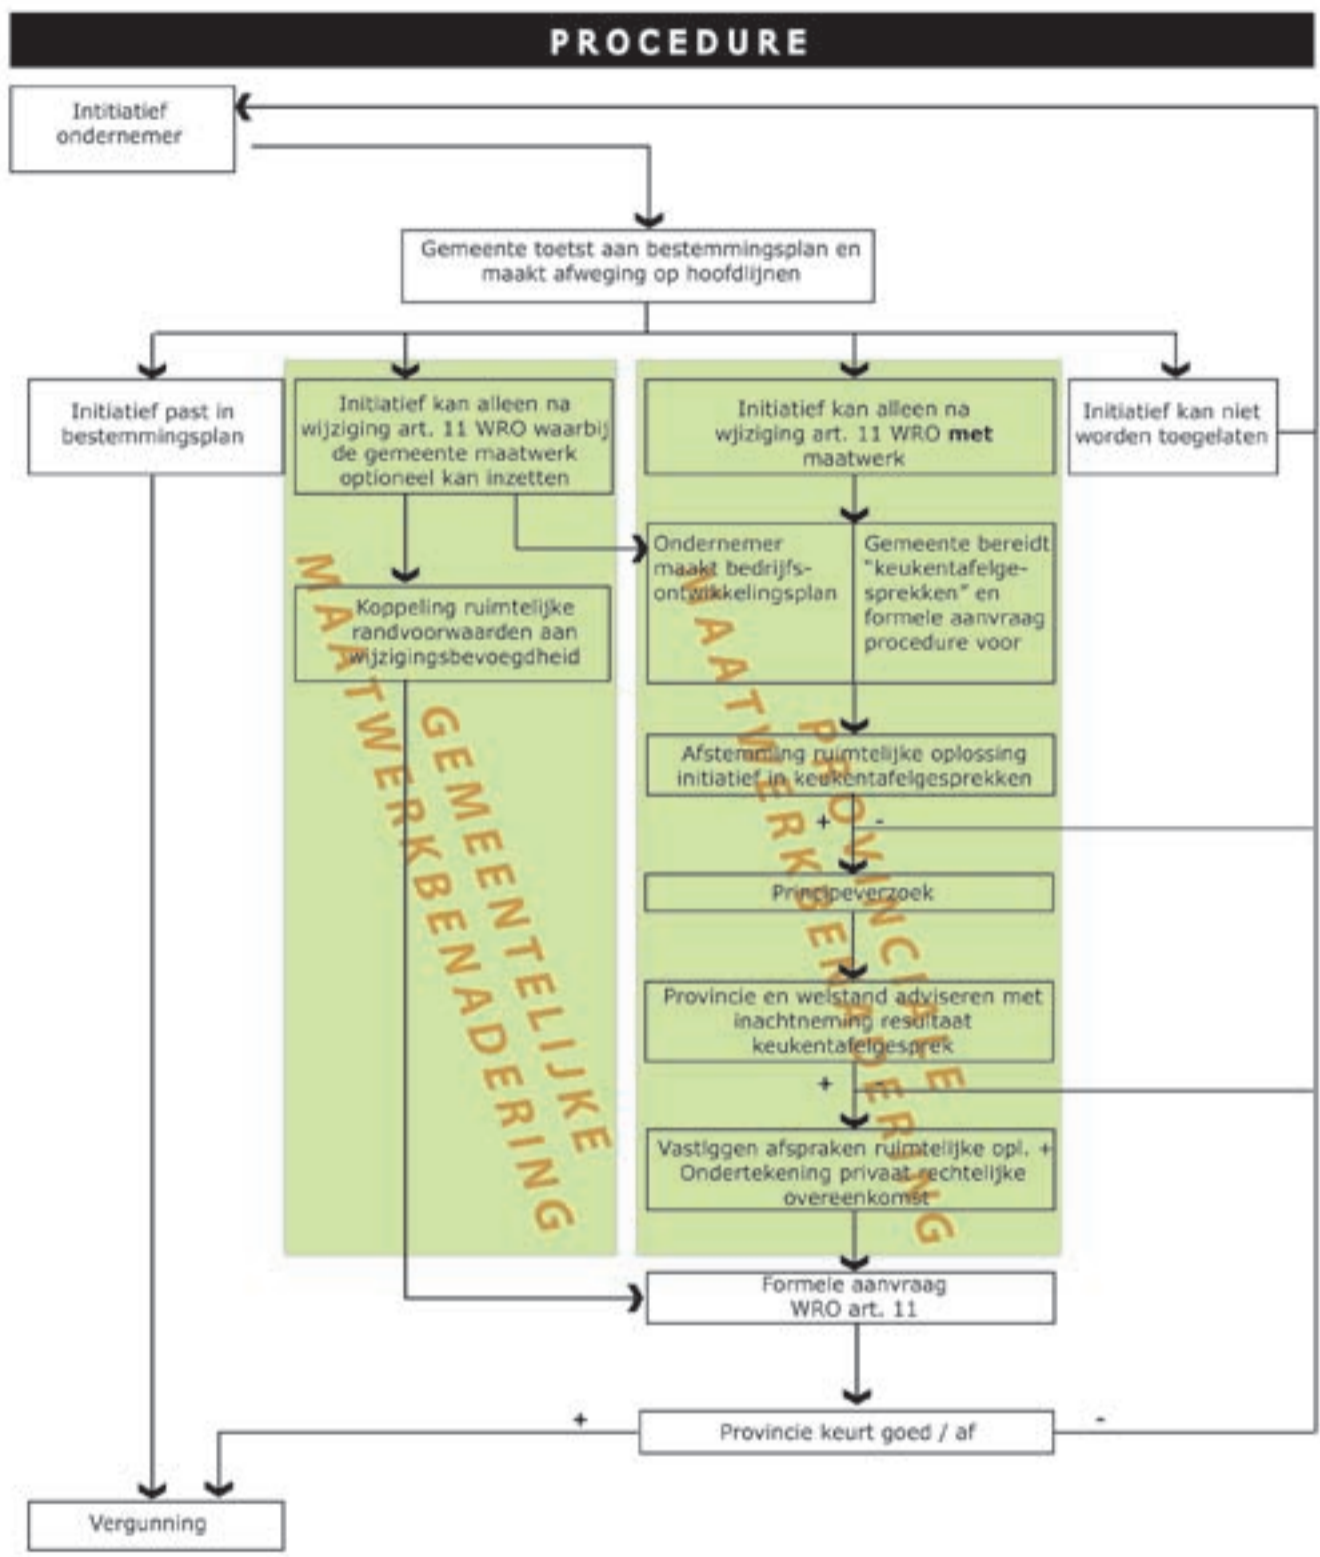 PROCEDURE
Intitiatief
ondernemer
Gemeente toetst aan bestemmingsplan en
maakt afweging op hoofdlijnen
Initiatief past in
bestemmingsplan
Initiatief kan alleen na
wijziging art. 11 WRO waarbij
de gemeente maatwerk
optioneel kan inzetten
Initiatief kan alleen na
wjiziging art. 11 WRO met
maatwerk
Initiatief kan niet
worden toegelaten
Ondernemer
maakt bedrijfs-
ontwikkelingsplan
Gemeente bereidt
"keukentafelge-
sprekken" en
formele aanvraag
procedure voor
Koppeling ruimtelijke
randvoorwaarden aan
wijzigingsbevoegdheid
GEMEENTELIJKE
MAATWERKBENADERING
PROVINCIALE
MAATWERKBENADERING
Afstemming ruimtelijke oplossing
initiatief in keukentafelgesprekken
+ -
Principeverzoek
Provincie en welstand adviseren met
inachtneming resultaat
keukentafelgesprek
+ -
Vastiggen afspraken ruimtelijke opl. +
Ondertekening privaat rechtelijke
overeenkomst
Formele aanvraag
WRO art. 11
+ -
Provincie keurt goed / af
Vergunning